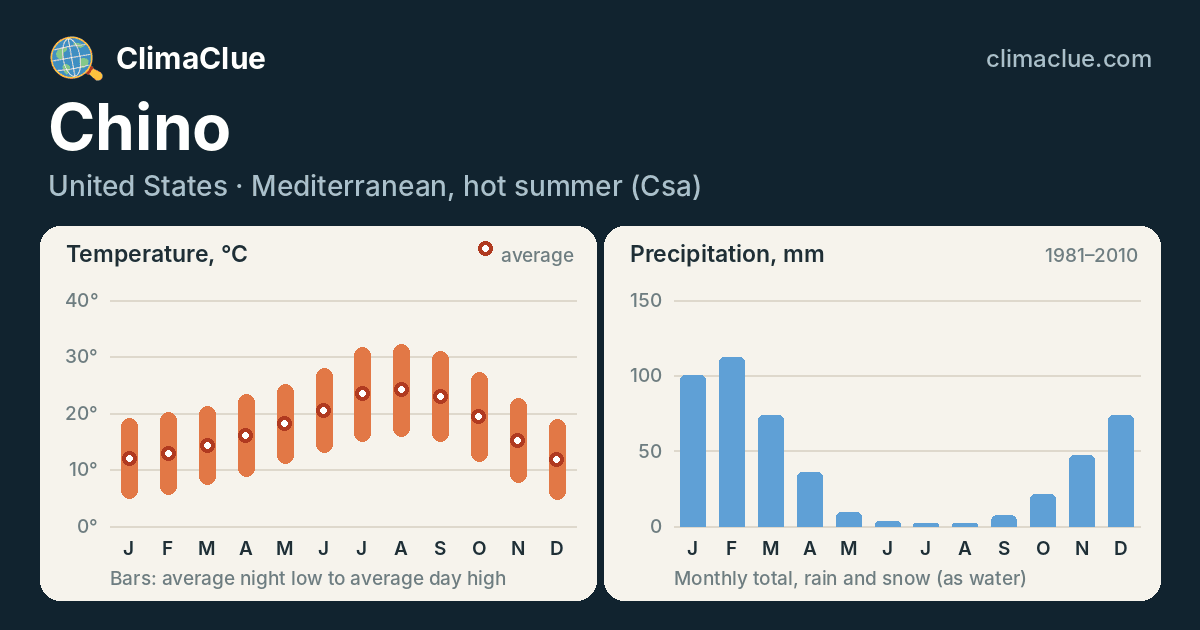 ClimaClue
climaclue.com
Chino
United States · Mediterranean, hot summer (Csa)
Temperature, °C
average
40°
30°
20°
10°
0°
J F M A M J J A S O N D
Bars: average night low to average day high
Precipitation, mm
1981–2010
150
100
50
0
J F M A M J J A S O N D
Monthly total, rain and snow (as water)